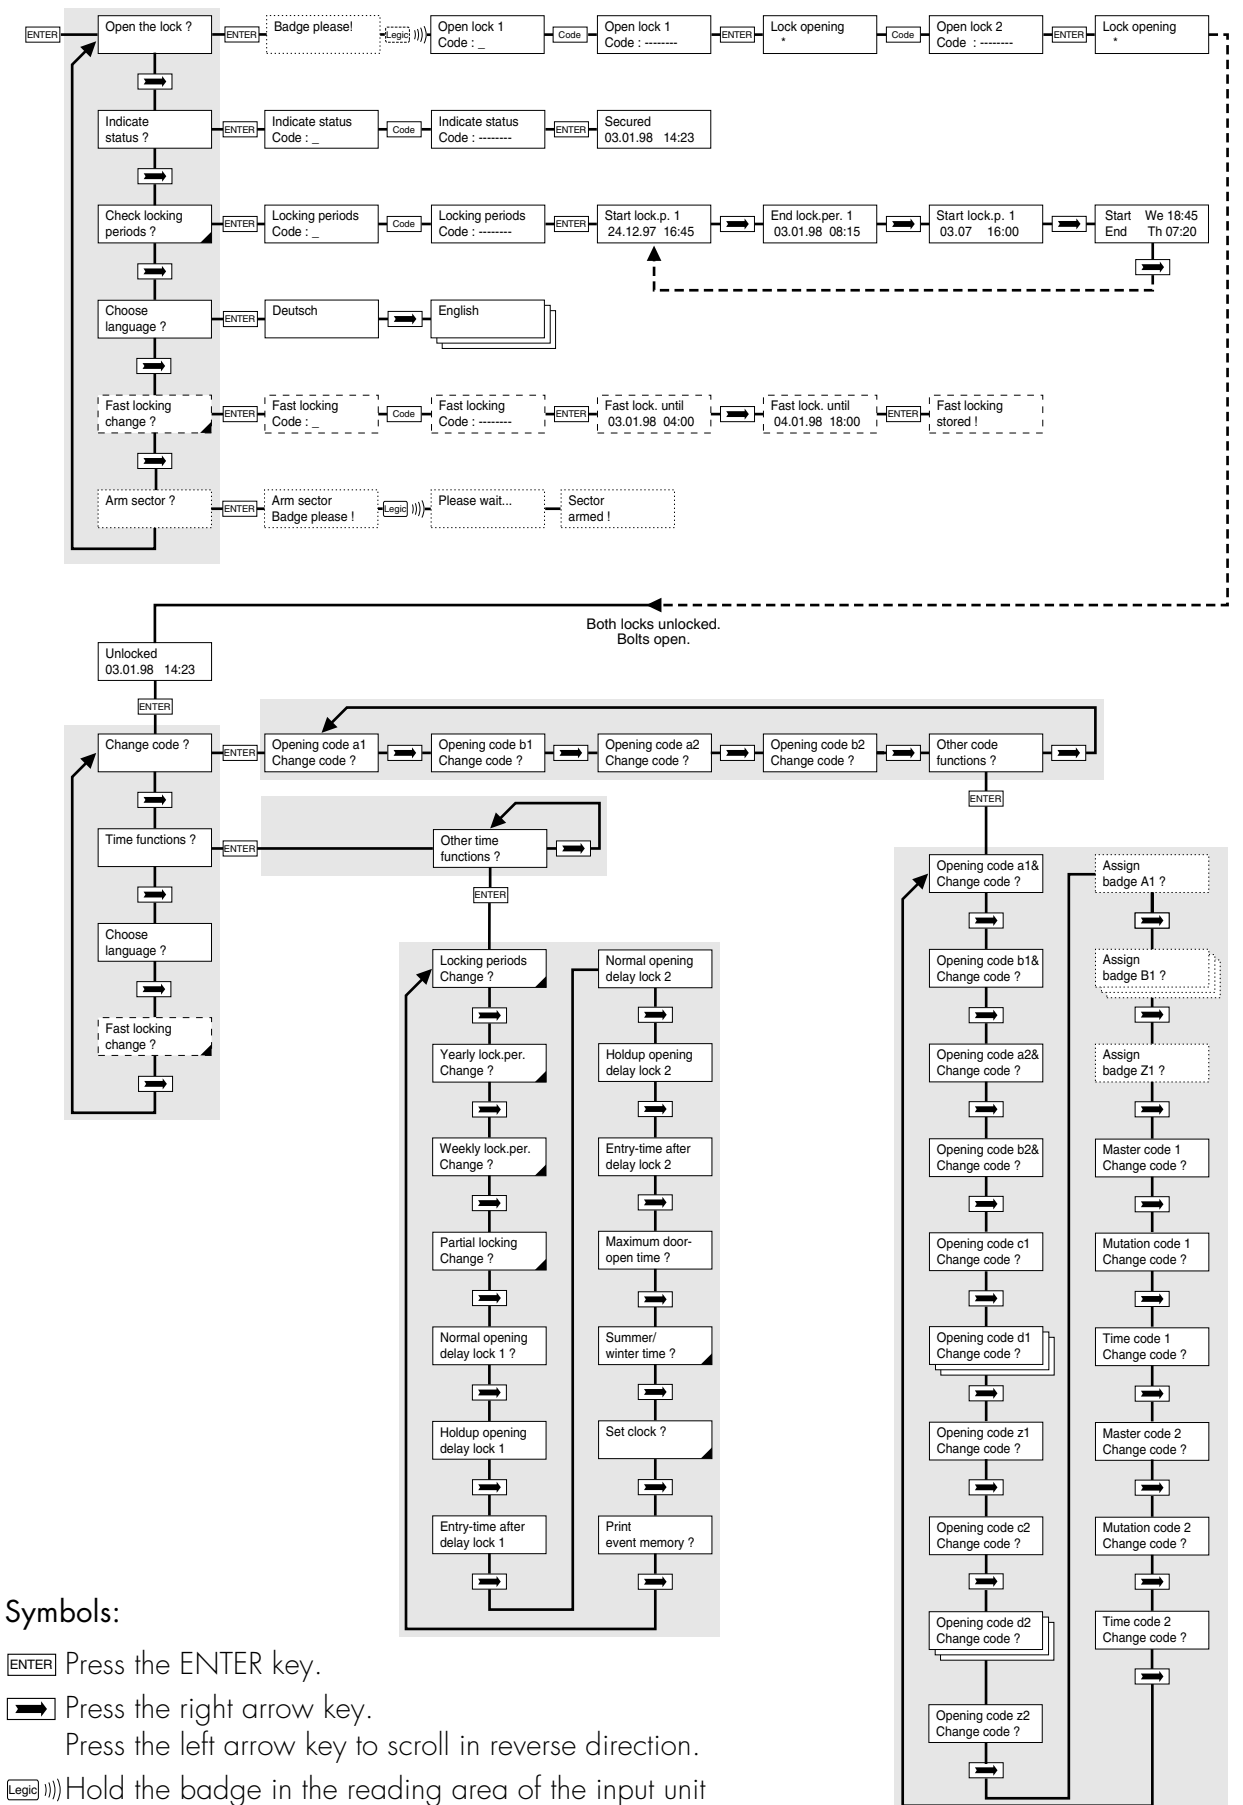 ENTER
Open the lock ?
ENTER
Badge please!
Legic
Open lock 1
Code : _
Code
Open lock 1
Code : --------
ENTER
Lock opening
*
Code
Open lock 2
Code  : --------
ENTER
Lock opening
*
Indicate
status ?
ENTER
Indicate status
Code : _
Code
Indicate status
Code : --------
ENTER
Secured
03.01.98   14:23
Check locking
periods ?
ENTER
Locking periods
Code : _
Code
Locking periods
Code : --------
ENTER
Start lock.p. 1
24.12.97  16:45
End lock.per. 1
03.01.98  08:15
Start lock.p. 1
03.07     16:00
Start    We 18:45
End      Th 07:20
Choose
language ?
ENTER
Deutsch
English
Fast locking
change ?
ENTER
Fast locking
Code : _
Code
Fast locking
Code : --------
ENTER
Fast lock. until
03.01.98  04:00
Fast lock. until
04.01.98  18:00
ENTER
Fast locking
stored !
Arm sector ?
ENTER
Arm sector
Badge please !
Legic
Please wait...
Sector
armed !
Both locks unlocked.
Bolts open.
Unlocked
03.01.98   14:23
ENTER
Change code ?
ENTER
Opening code a1
Change code ?
Opening code b1
Change code ?
Opening code a2
Change code ?
Opening code b2
Change code ?
Other code
functions ?
ENTER
Time functions ?
ENTER
Other time
functions ?
ENTER
Choose
language ?
Fast locking
change ?
Locking periods
Change ?
Yearly lock.per.
Change ?
Weekly lock.per.
Change ?
Partial locking
Change ?
Normal opening
delay lock 1 ?
Holdup opening
delay lock 1
Entry-time after
delay lock 1
Normal opening
delay lock 2
Holdup opening
delay lock 2
Entry-time after
delay lock 2
Maximum door-
open time ?
Summer/
winter time ?
Set clock ?
Print
event memory ?
Opening code a1&
Change code ?
Opening code b1&
Change code ?
Opening code a2&
Change code ?
Opening code b2&
Change code ?
Opening code c1
Change code ?
Opening code d1
Change code ?
Opening code z1
Change code ?
Opening code c2
Change code ?
Opening code d2
Change code ?
Opening code z2
Change code ?
Assign
badge A1 ?
Assign
badge B1 ?
Assign
badge Z1 ?
Master code 1
Change code ?
Mutation code 1
Change code ?
Time code 1
Change code ?
Master code 2
Change code ?
Mutation code 2
Change code ?
Time code 2
Change code ?
Symbols:
ENTER Press the ENTER key.
Press the right arrow key.
Press the left arrow key to scroll in reverse direction.
Legic Hold the badge in the reading area of the input unit